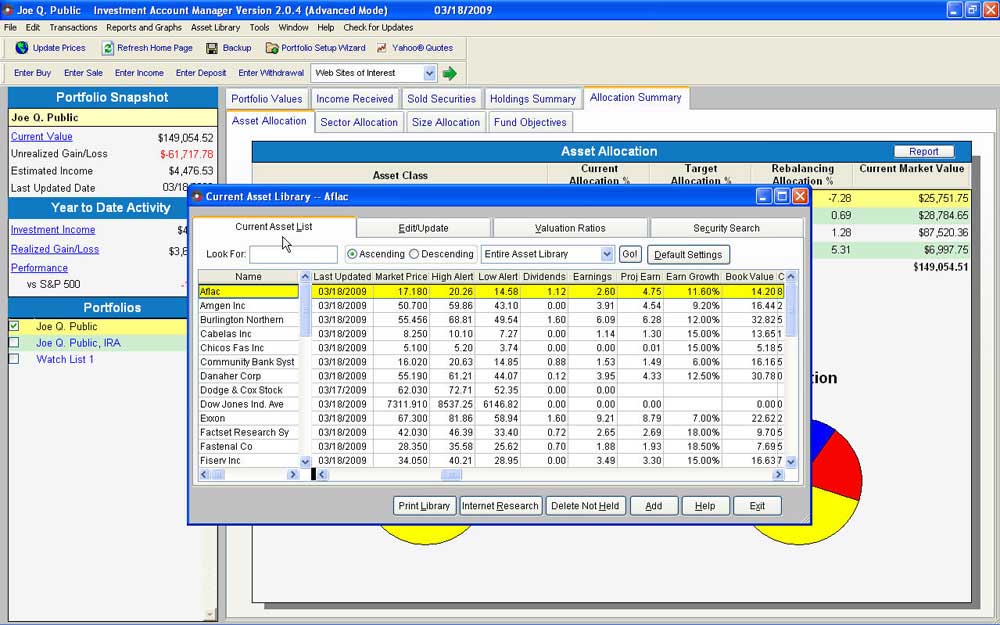 Joe Q. Public Investment Account Manager Version 2.0.4 (Advanced Mode) 03/18/2009
File Edit Transactions Reports and Graphs Asset Library Tools Window Help Check for Updates
Update Prices Refresh Home Page Backup Portfolio Setup Wizard Yahoo® Quotes
Enter Buy Enter Sale Enter Income Enter Deposit Enter Withdrawal Web Sites of Interest
Portfolio Snapshot
Joe Q. Public
Current Value $149,054.52
Unrealized Gain/Loss $-61,717.78
Estimated Income $4,476.53
Last Updated Date 03/18
Year to Date Activity
Investment Income
Realized Gain/Loss
Performance
vs S&P 500
Portfolios
Joe Q. Public
Joe Q. Public, IRA
Watch List 1
Portfolio Values Income Received Sold Securities Holdings Summary Allocation Summary
Asset Allocation Sector Allocation Size Allocation Fund Objectives
Asset Allocation Report
Asset Class Current Allocation % Target Allocation % Rebalancing Allocation % Current Market Value
-7.28 $25,751.75
0.69 $28,784.65
1.28 $87,520.36
5.31 $6,997.75
$149,054.51
Current Asset Library -- Aflac
Current Asset List Edit/Update Valuation Ratios Security Search
Look For: Ascending Descending Entire Asset Library Go! Default Settings
Name Last Updated Market Price High Alert Low Alert Dividends Earnings Proj Earn Earn Growth Book Value C
Aflac 03/18/2009 17.180 20.26 14.58 1.12 2.60 4.75 11.60% 14.20 8
Amgen Inc 03/18/2009 50.700 59.86 43.10 0.00 3.91 4.54 9.20% 16.44 2
Burlington Northern 03/18/2009 55.456 68.81 49.54 1.60 6.09 6.28 12.00% 32.82 5
Cabelas Inc 03/18/2009 8.250 10.10 7.27 0.00 1.14 1.30 15.00% 13.65 1
Chicos Fas Inc 03/18/2009 5.100 5.20 3.74 0.00 0.00 0.01 15.00% 5.18 5
Community Bank Syst 03/18/2009 16.020 20.63 14.85 0.88 1.53 1.49 6.00% 16.16 5
Danaher Corp 03/18/2009 55.190 61.21 44.07 0.12 3.95 4.33 12.50% 30.78 0
Dodge & Cox Stock 03/17/2009 62.030 72.71 52.35 0.00 0.00
Dow Jones Ind. Ave 03/18/2009 7311.910 8537.25 6146.82 0.00 0.00 0.00 0.00 0
Exxon 03/18/2009 67.300 81.86 58.94 1.60 9.21 8.79 7.00% 22.62 2
Factset Research Sy 03/18/2009 42.030 46.39 33.40 0.72 2.65 2.69 18.00% 9.70 5
Fastenal Co 03/18/2009 28.350 35.58 25.62 0.70 1.88 1.93 18.50% 7.69 5
Fiserv Inc 03/18/2009 34.050 40.21 28.95 0.00 3.49 3.30 15.00% 16.63 7
Print Library Internet Research Delete Not Held Add Help Exit